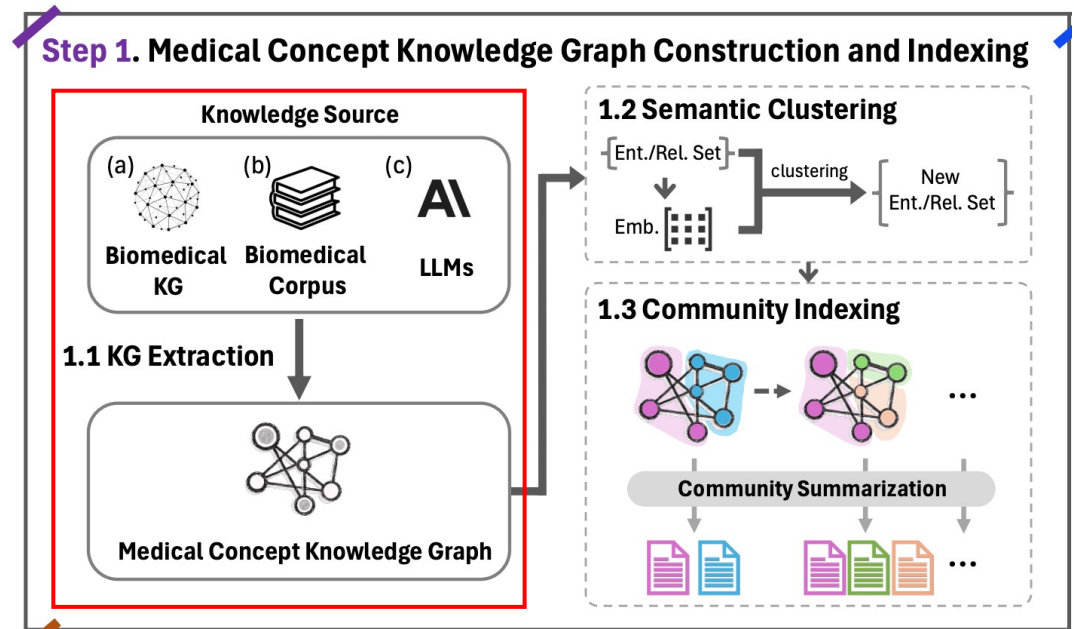 Step 1. Medical Concept Knowledge Graph Construction and Indexing
Knowledge Source
(a)
(b)
(c)
Biomedical
KG
Biomedical
Corpus
LLMs
1.1 KG Extraction
Medical Concept Knowledge Graph
1.2 Semantic Clustering
Ent./Rel. Set
Emb.
clustering
New
Ent./Rel. Set
1.3 Community Indexing
...
Community Summarization
...